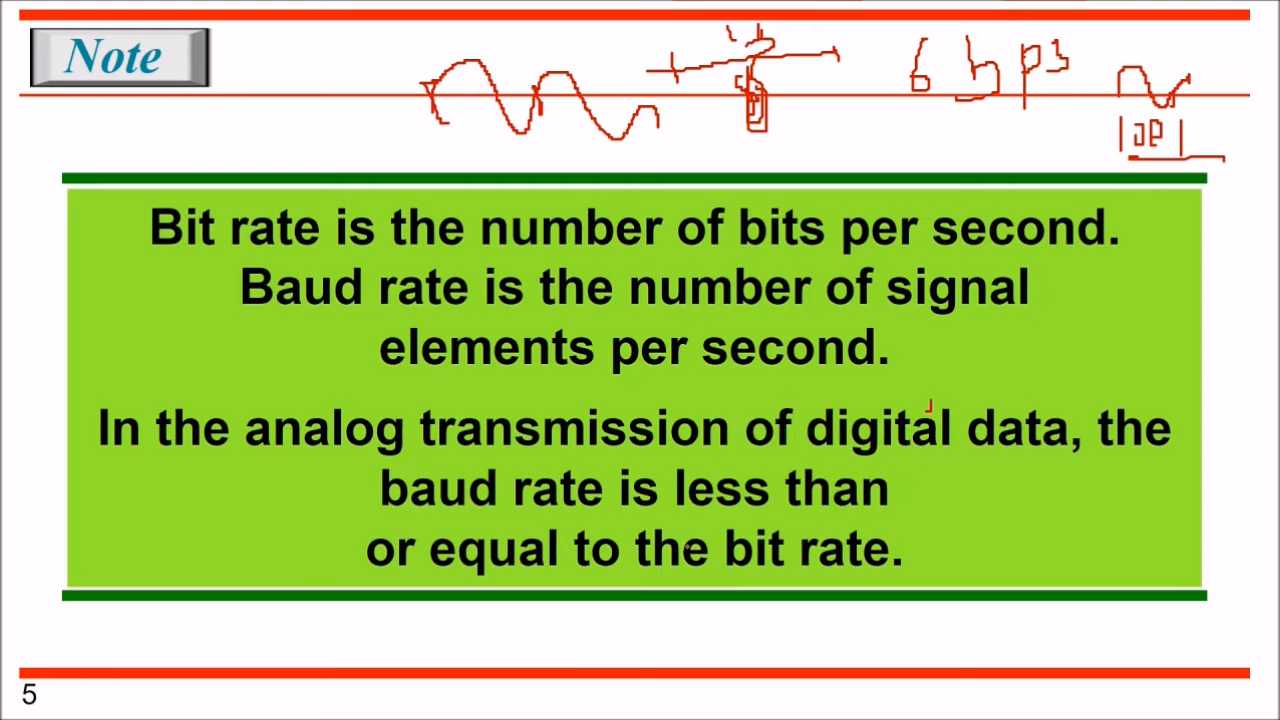 Note
6 bps
Bit rate is the number of bits per second.
Baud rate is the number of signal
elements per second.
In the analog transmission of digital data, the
baud rate is less than
or equal to the bit rate.
5